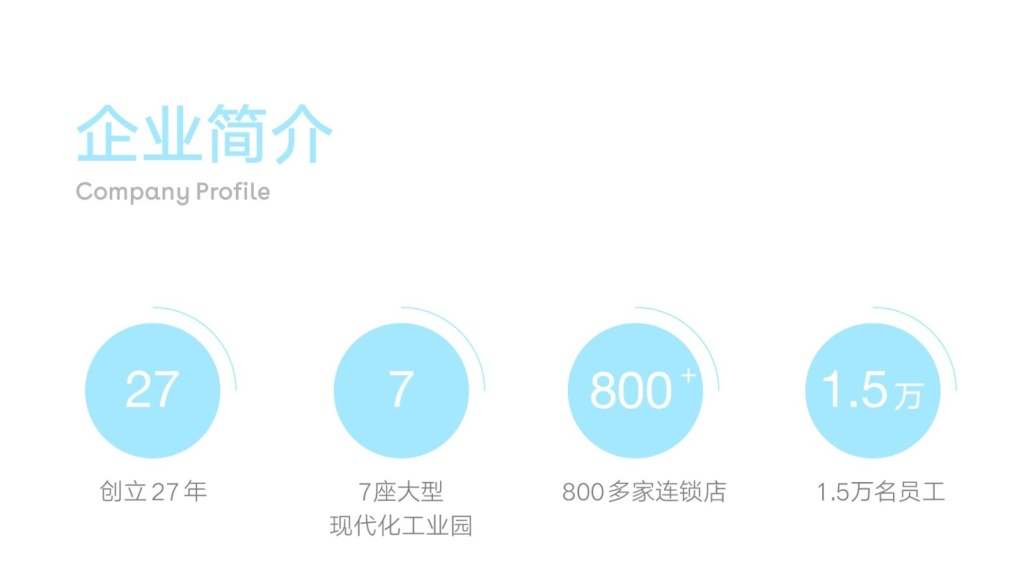 企业简介
Company Profile
27
7
800+
1.5万
创立27年
7座大型
现代化工业园
800多家连锁店
1.5万名员工